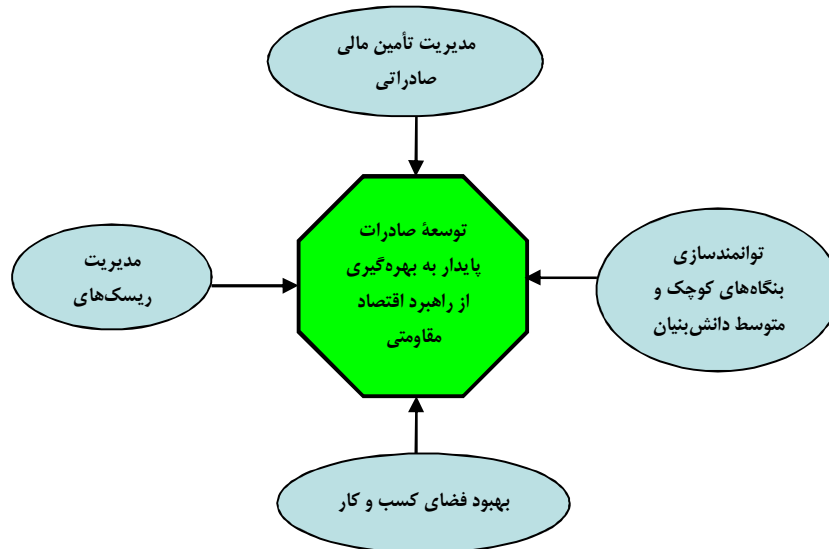 مدیریت تأمین مالی
صادراتی
توسعهٔ صادرات
پایدار به بهره‌گیری
از راهبرد اقتصاد
مقاومتی
توانمندسازی
بنگاه‌های کوچک و
متوسط دانش‌بنیان
مدیریت
ریسک‌های
بهبود فضای کسب و کار